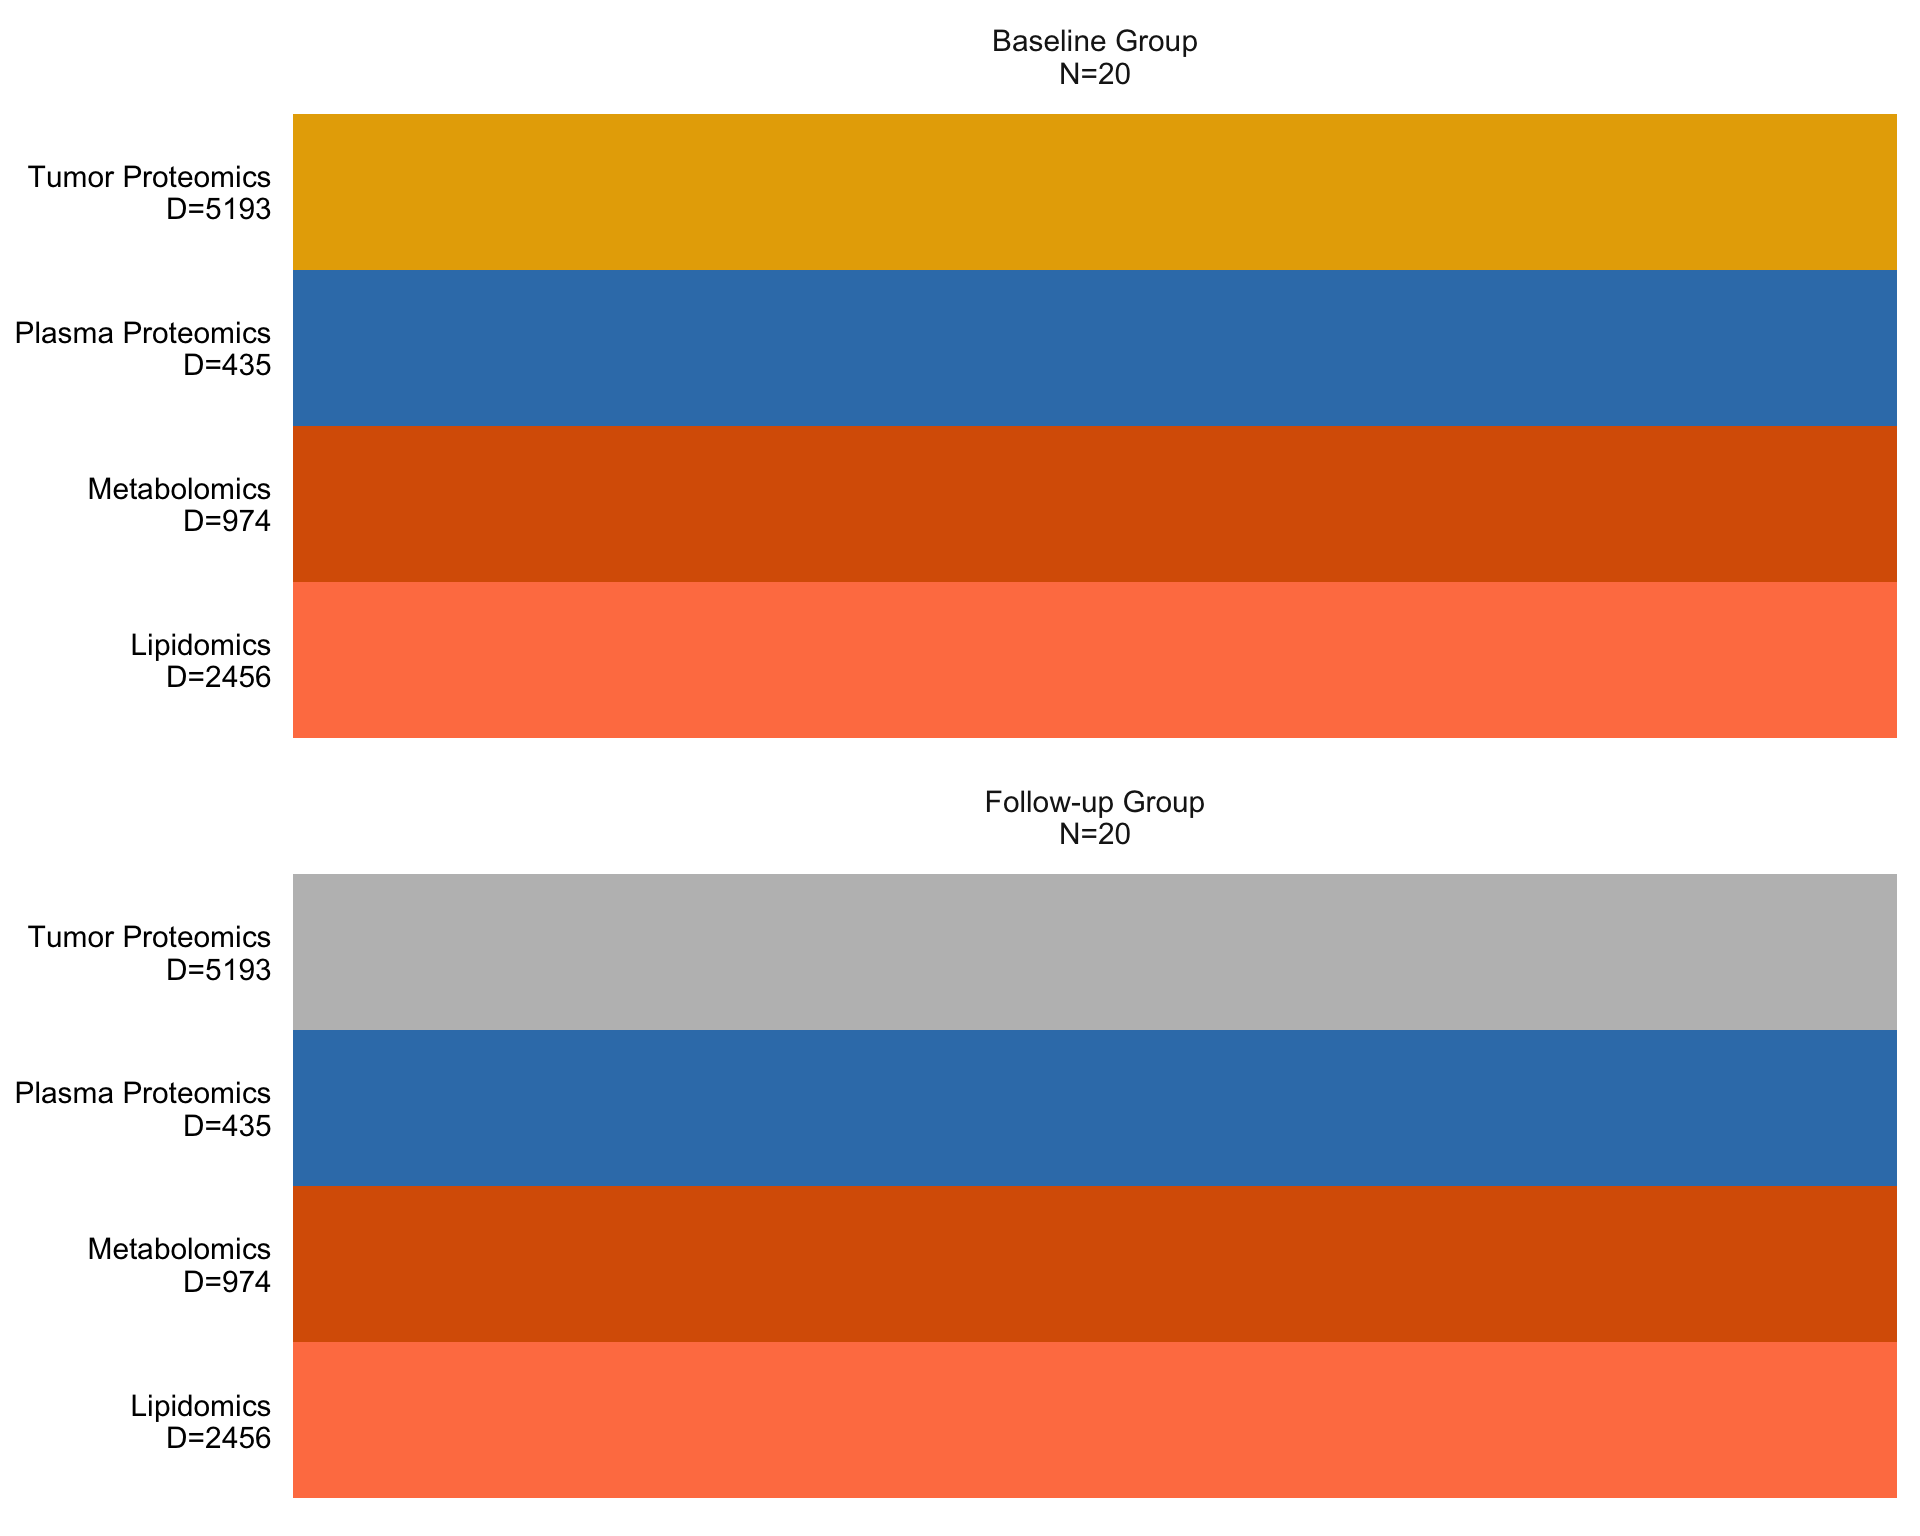 Baseline Group
N=20
Tumor Proteomics
D=5193
Plasma Proteomics
D=435
Metabolomics
D=974
Lipidomics
D=2456
Follow-up Group
N=20
Tumor Proteomics
D=5193
Plasma Proteomics
D=435
Metabolomics
D=974
Lipidomics
D=2456